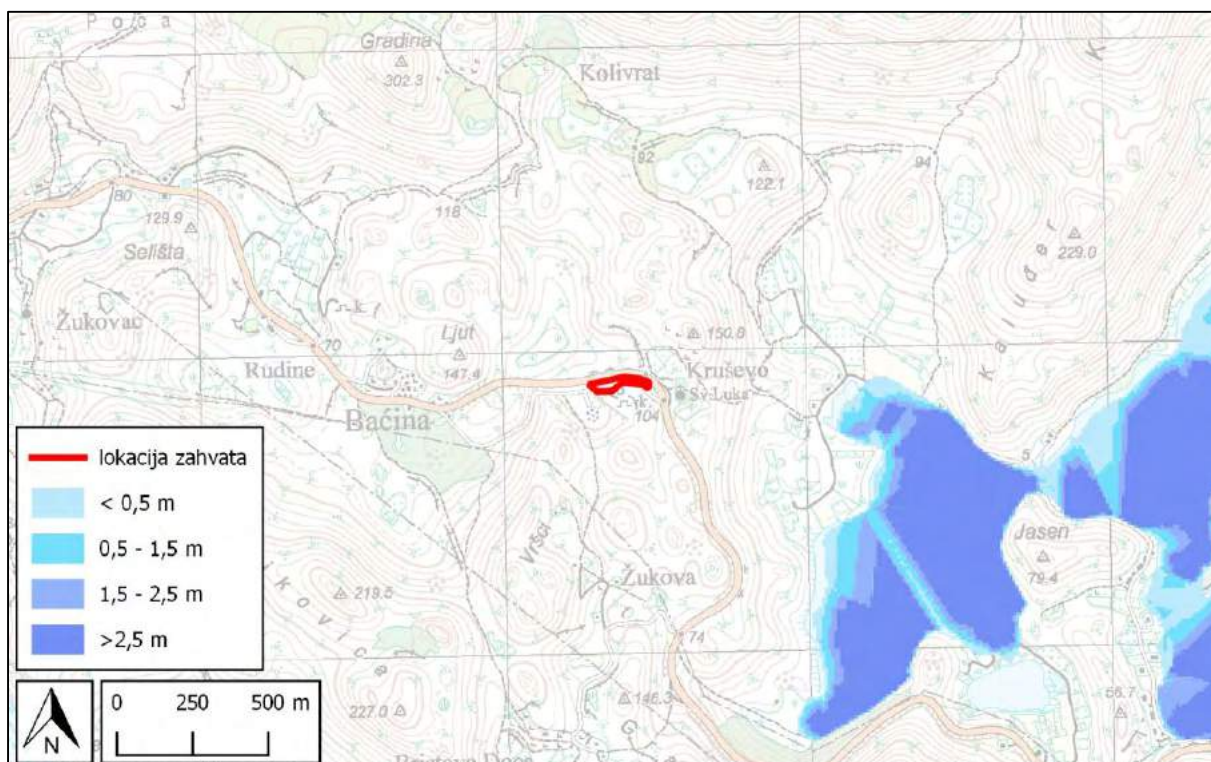 P o l j a
Gradina
302.3
Kolivrat
92
122.1
94
K l u d a r
229.0
80
129.9
118
Selišta
Žukovac
Rudine
70
Ljut
147.4
150.8
Kruševo
Sv. Luka
104
Baćina
5
Jasen
79.4
Vršci
Žukova
74
219.5
227.0
146.3
56.7
lokacija zahvata
< 0,5 m
0,5 - 1,5 m
1,5 - 2,5 m
>2,5 m
N
0 250 500 m